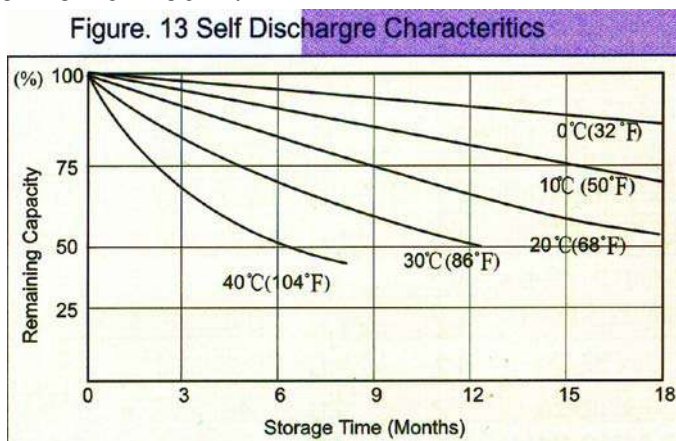 Figure. 13 Self Dischargre Characteritics
(%) 100
75
50
25
0 3 6 9 12 15 18
Remaining Capacity
Storage Time (Months)
0°C(32°F)
10°C (50°F)
20°C(68°F)
30°C(86°F)
40°C(104°F)